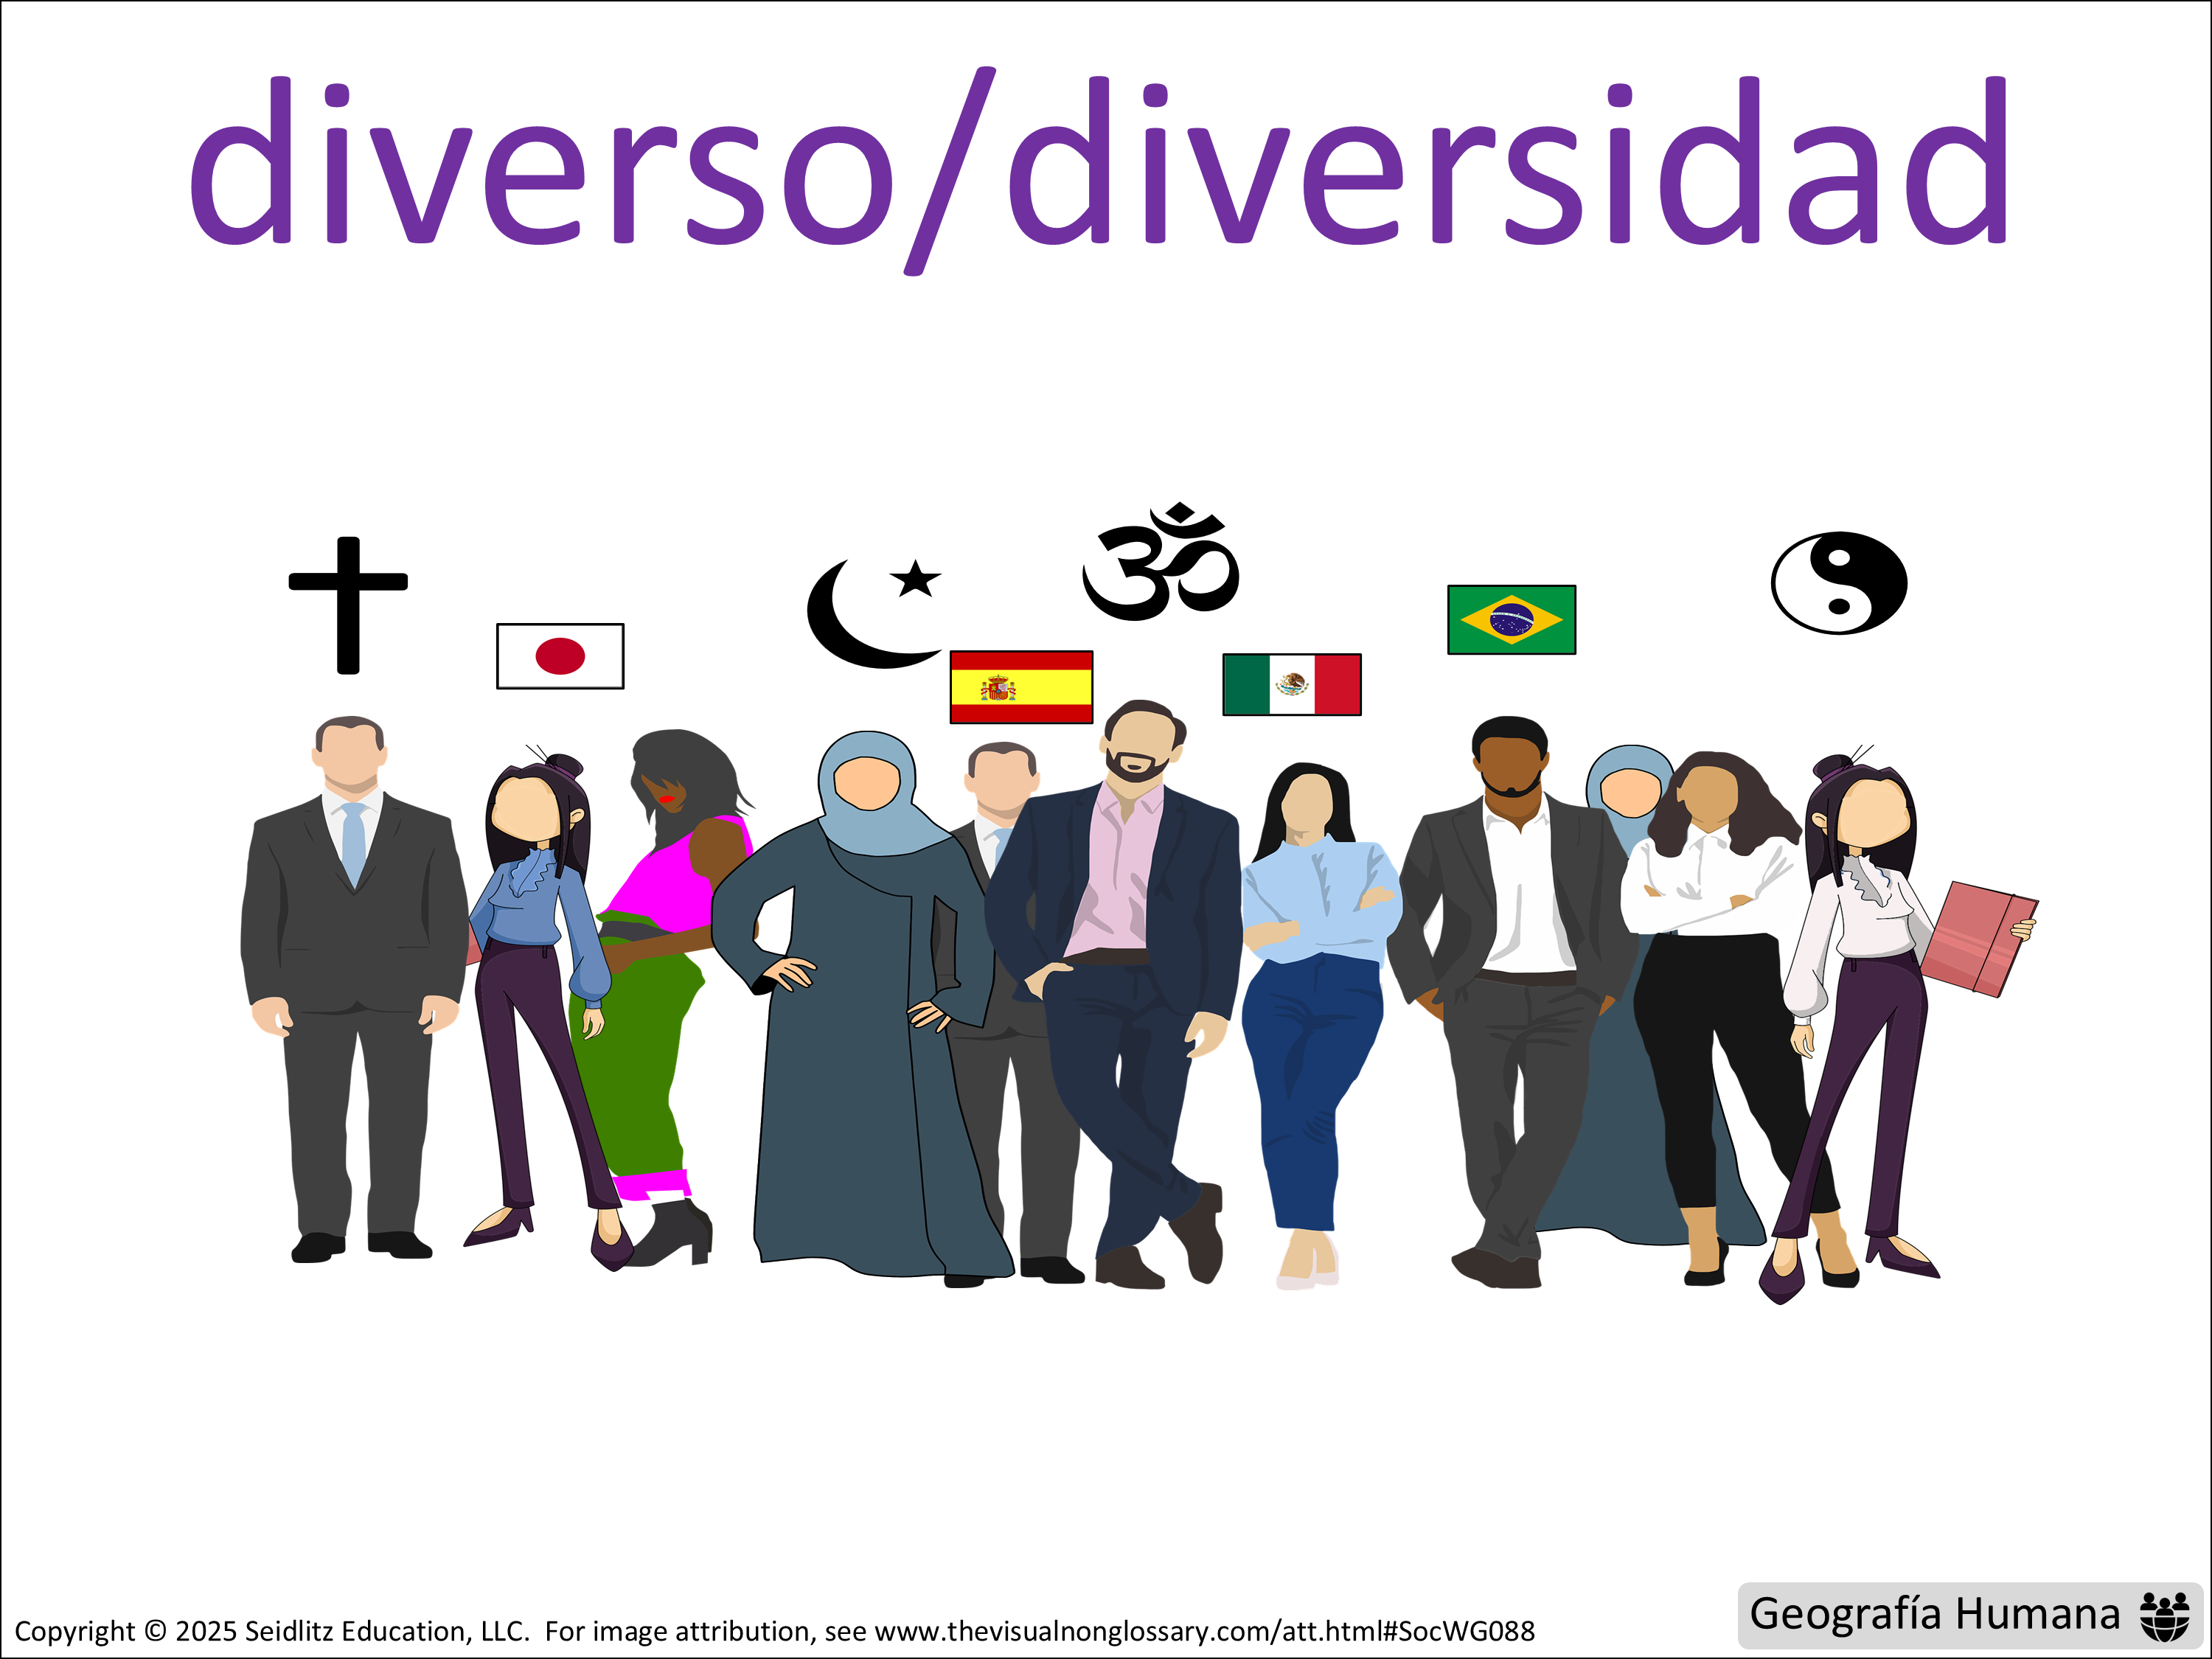 diverso/diversidad
Copyright © 2025 Seidlitz Education, LLC.  For image attribution, see www.thevisualnonglossary.com/att.html#SocWG088
Geografía Humana